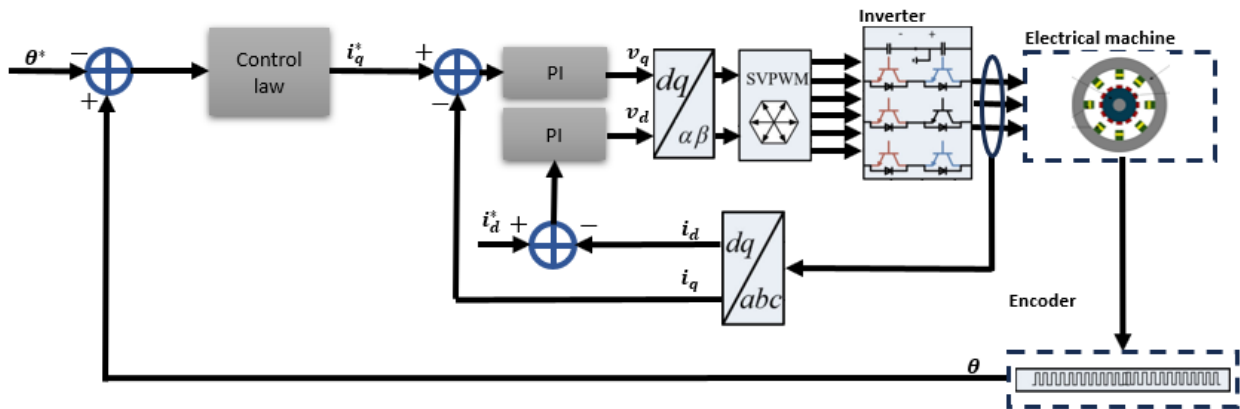 Inverter
Electrical machine
θ*
−
+
Control
law
i*q
+
−
PI
PI
vq
vd
dq
αβ
SVPWM
- +
i*d
+
−
id
iq
dq
abc
Encoder
θ